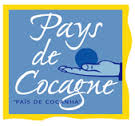 Pays
de
Cocagne
"PAÍS DE COCANHA"